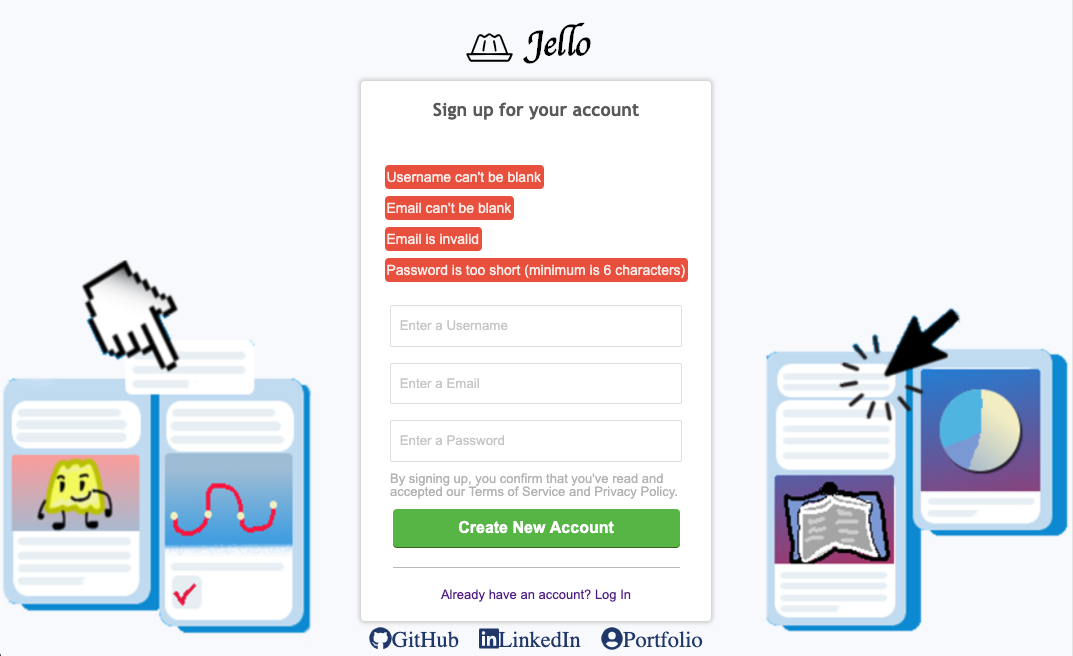 Jello
Sign up for your account
Username can't be blank
Email can't be blank
Email is invalid
Password is too short (minimum is 6 characters)
Enter a Username
Enter a Email
Enter a Password
By signing up, you confirm that you've read and
accepted our Terms of Service and Privacy Policy.
Create New Account
Already have an account? Log In
GitHub LinkedIn Portfolio